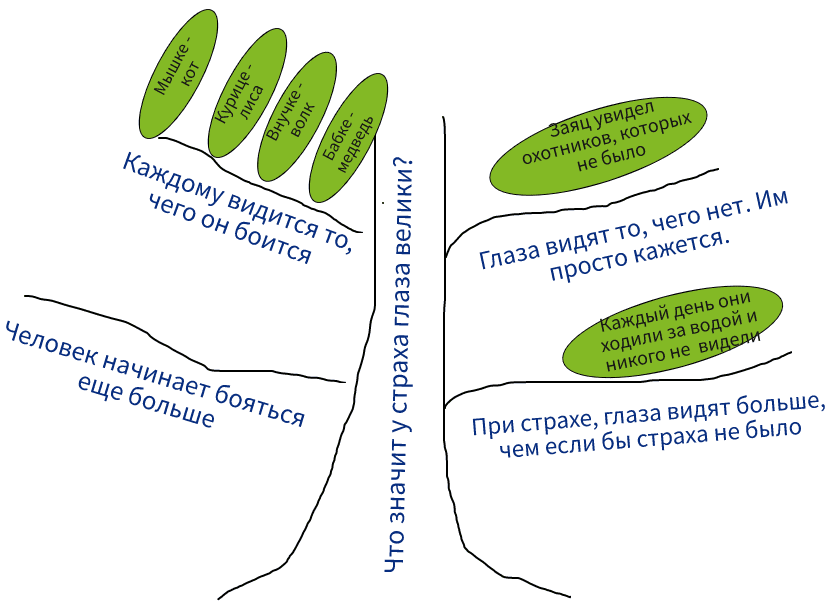 Мышке -
кот
Курице -
лиса
Внучке -
волк
Бабке-
медведь
Каждому видится то,
чего он боится
Человек начинает бояться
еще больше
Что значит у страха глаза велики?
Заяц увидел
охотников, которых
не было
Глаза видят то, чего нет. Им
просто кажется.
Каждый день они
ходили за водой и
никого не видели
При страхе, глаза видят больше,
чем если бы страха не было